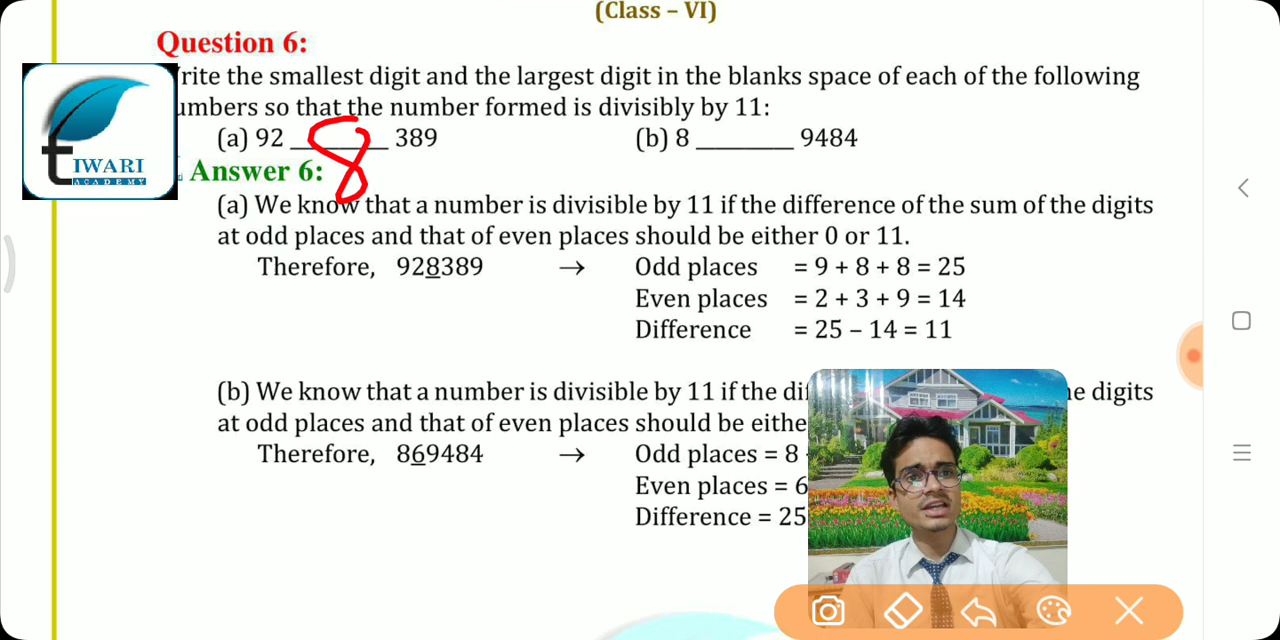 (Class – VI)
Question 6:
rite the smallest digit and the largest digit in the blanks space of each of the following
umbers so that the number formed is divisibly by 11:
(a) 92 ________ 389 (b) 8 ________ 9484
8
tIWARI
ACADEMY
Answer 6:
(a) We know that a number is divisible by 11 if the difference of the sum of the digits
at odd places and that of even places should be either 0 or 11.
Therefore, 928389 → Odd places = 9 + 8 + 8 = 25
Even places = 2 + 3 + 9 = 14
Difference = 25 – 14 = 11
(b) We know that a number is divisible by 11 if the di e digits
at odd places and that of even places should be eithe
Therefore, 869484 → Odd places = 8
Even places = 6
Difference = 25